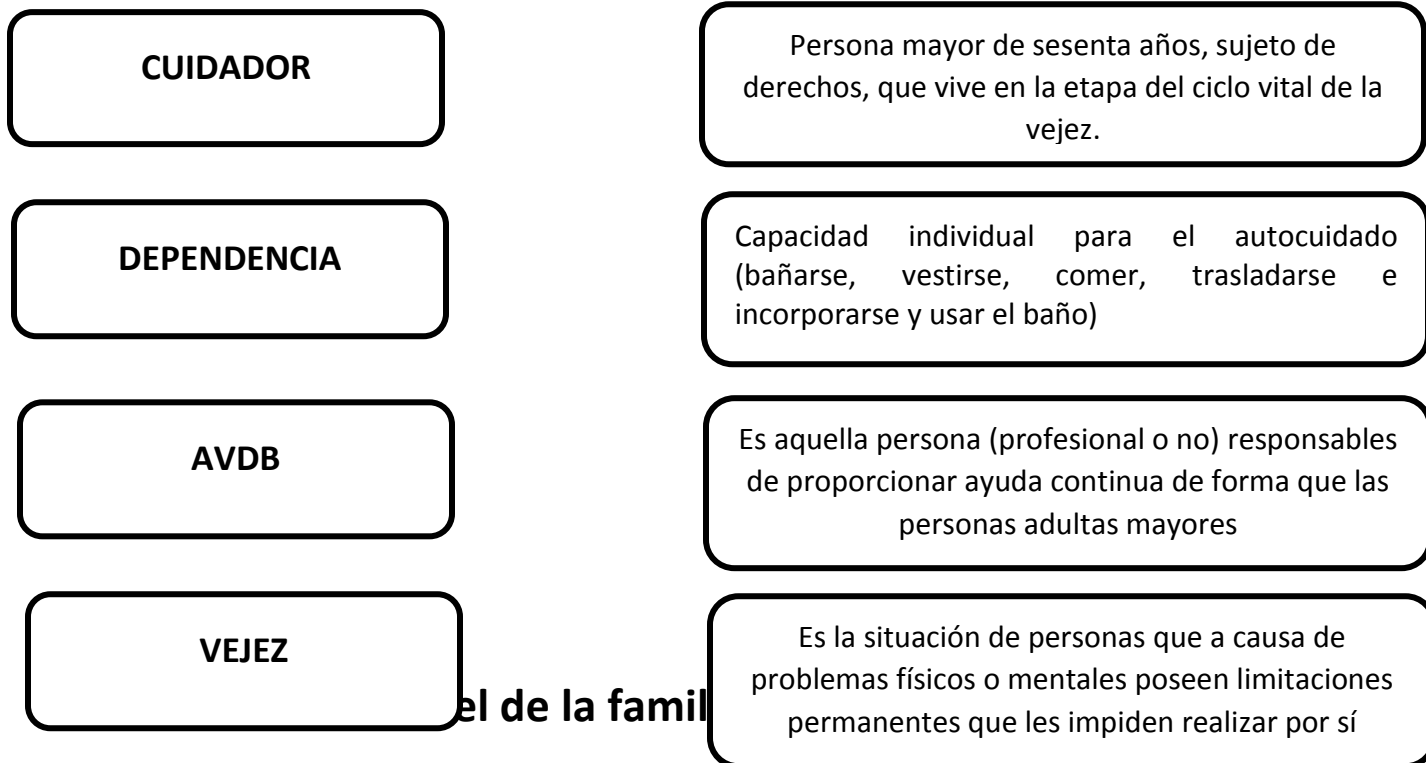 CUIDADOR
Persona mayor de sesenta años, sujeto de
derechos, que vive en la etapa del ciclo vital de la
vejez.
DEPENDENCIA
Capacidad individual para el autocuidado
(bañarse, vestirse, comer, trasladarse e
incorporarse y usar el baño)
AVDB
Es aquella persona (profesional o no) responsables
de proporcionar ayuda continua de forma que las
personas adultas mayores
VEJEZ
Es la situación de personas que a causa de
problemas físicos o mentales poseen limitaciones
permanentes que les impiden realizar por sí
el de la famil